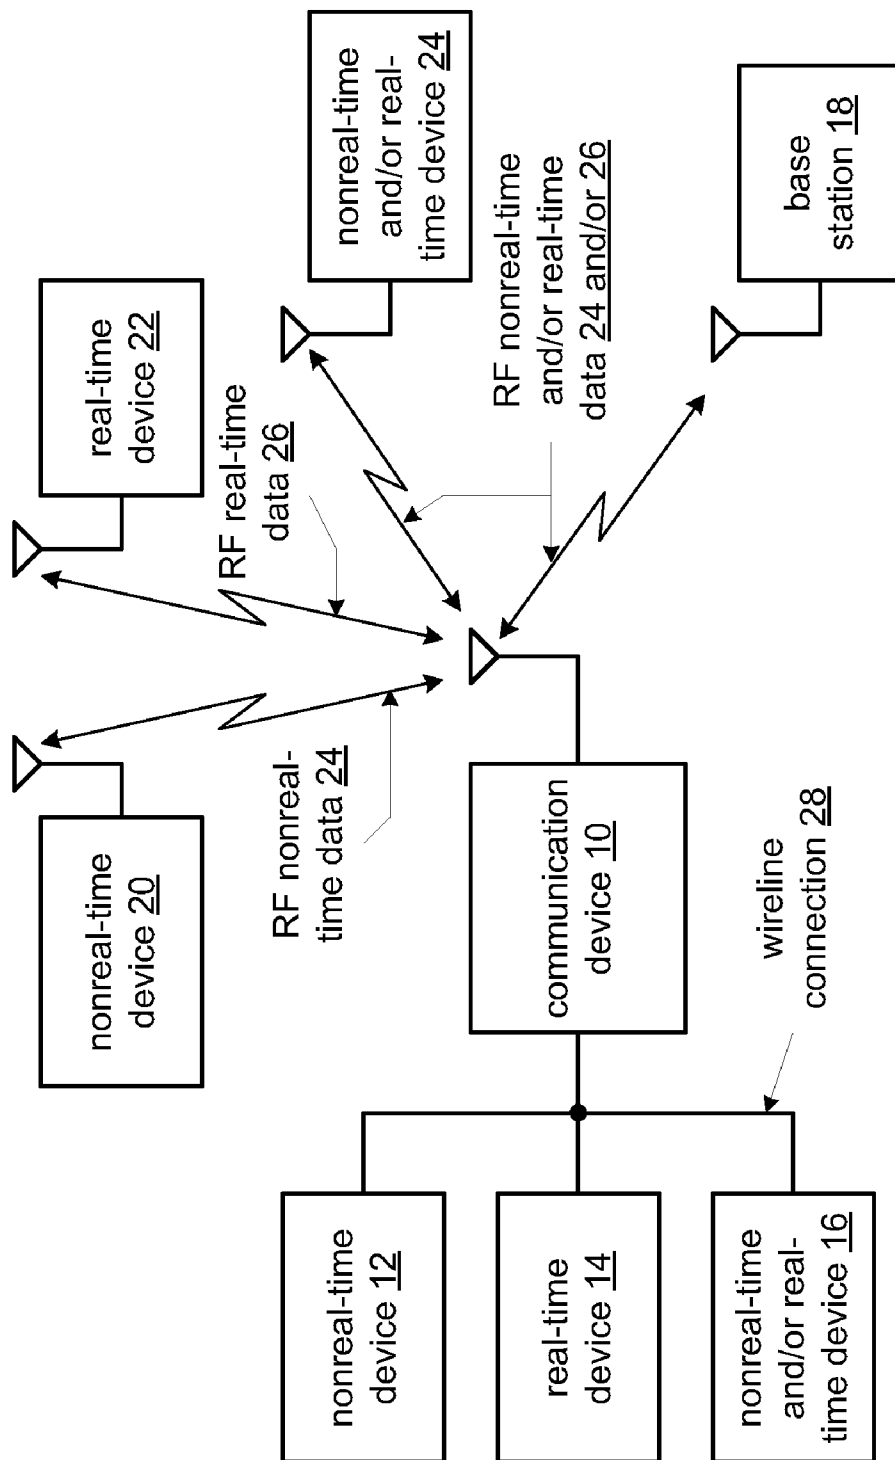 nonreal-time
device 20
real-time
device 22
RF nonreal-
time data 24
RF real-time
data 26
nonreal-time
and/or real-
time device 24
nonreal-time
device 12
real-time
device 14
nonreal-time
and/or real-
time device 16
communication
device 10
RF nonreal-time
and/or real-time
data 24 and/or 26
wireline
connection 28
base
station 18